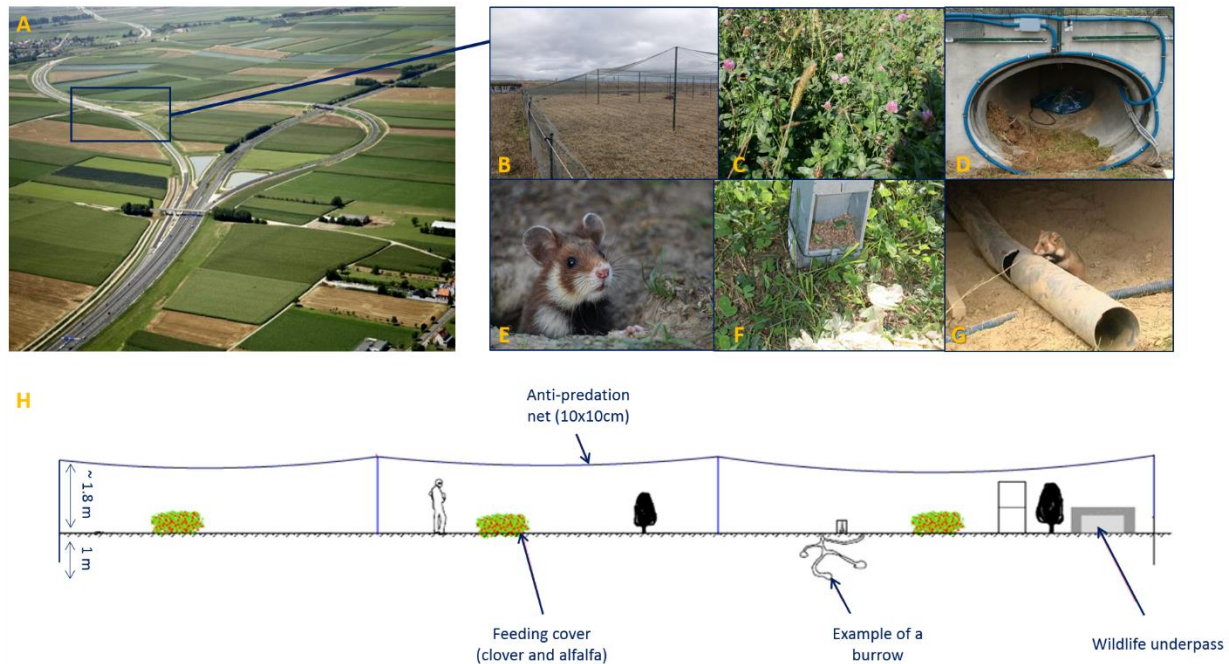 A
B
C
D
E
F
G
H
Anti-predation
net (10x10cm)
~ 1.8 m
1 m
Feeding cover
(clover and alfalfa)
Example of a
burrow
Wildlife underpass